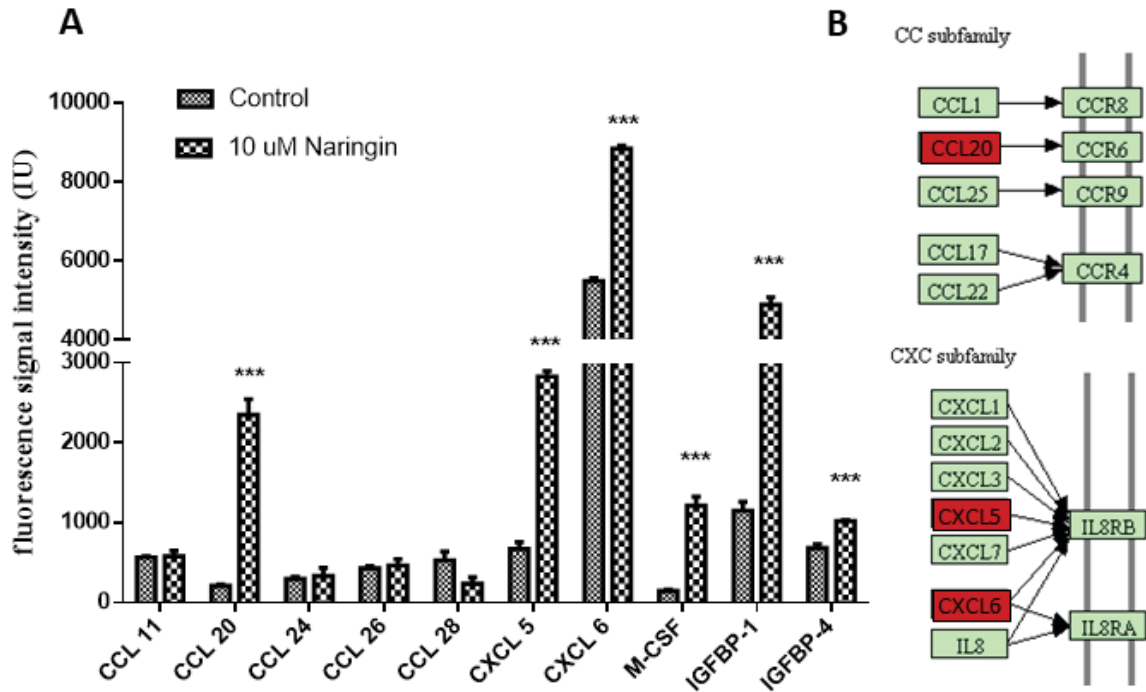 A
Control
10 uM Naringin
fluorescence signal intensity (IU)
10000
8000
6000
4000
3000
2000
1000
0
***
***
***
***
***
***
CCL 11
CCL 20
CCL 24
CCL 26
CCL 28
CXCL 5
CXCL 6
M-CSF
IGFBP-1
IGFBP-4
B
CC subfamily
CCL1
CCR8
CCL20
CCR6
CCL25
CCR9
CCL17
CCR4
CCL22
CXC subfamily
CXCL1
CXCL2
CXCL3
CXCL5
IL8RB
CXCL7
CXCL6
IL8RA
IL8